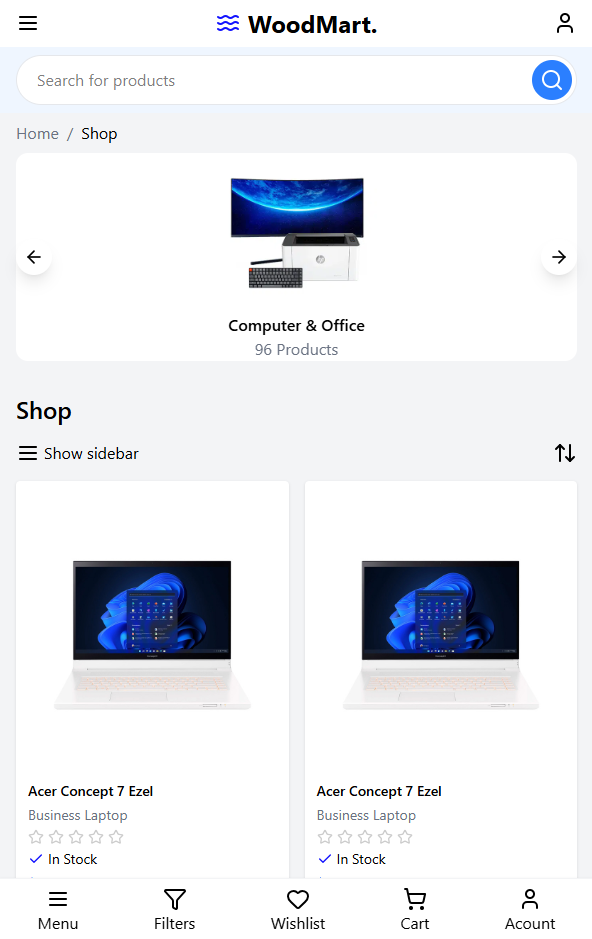 WoodMart.
Search for products
Home / Shop
Computer & Office
96 Products
Shop
Show sidebar
Acer Concept 7 Ezel
Business Laptop
In Stock
Acer Concept 7 Ezel
Business Laptop
In Stock
Menu
Filters
Wishlist
Cart
Acount